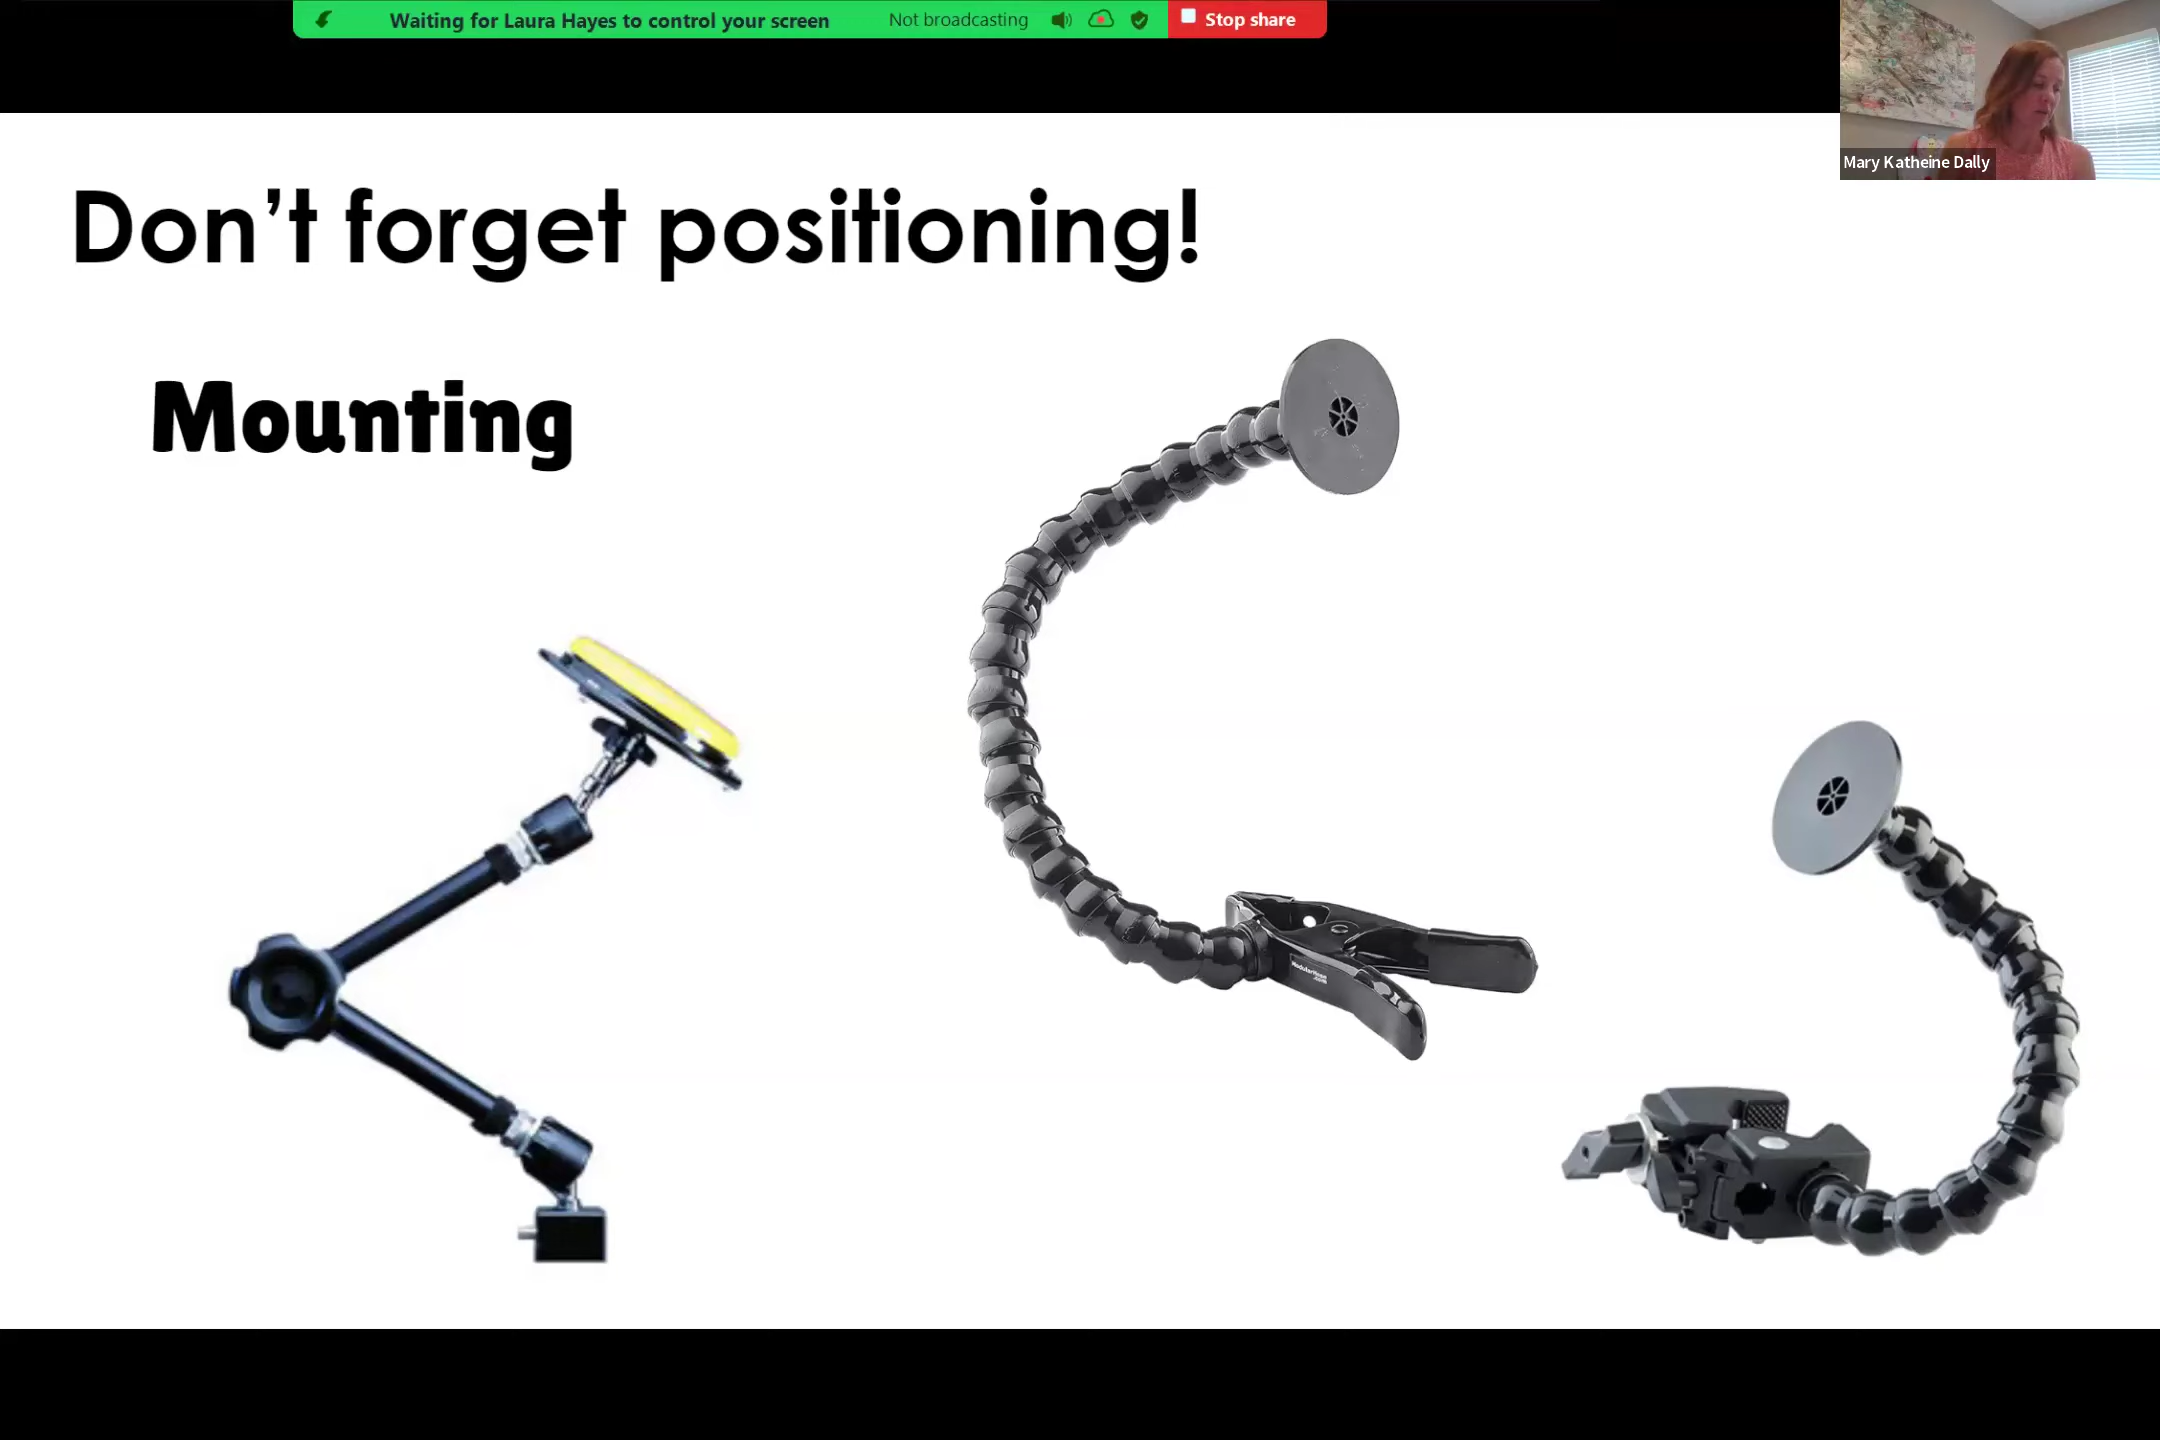 Waiting for Laura Hayes to control your screen
Not broadcasting
Stop share
Mary Katheine Dally
Don’t forget positioning!
Mounting